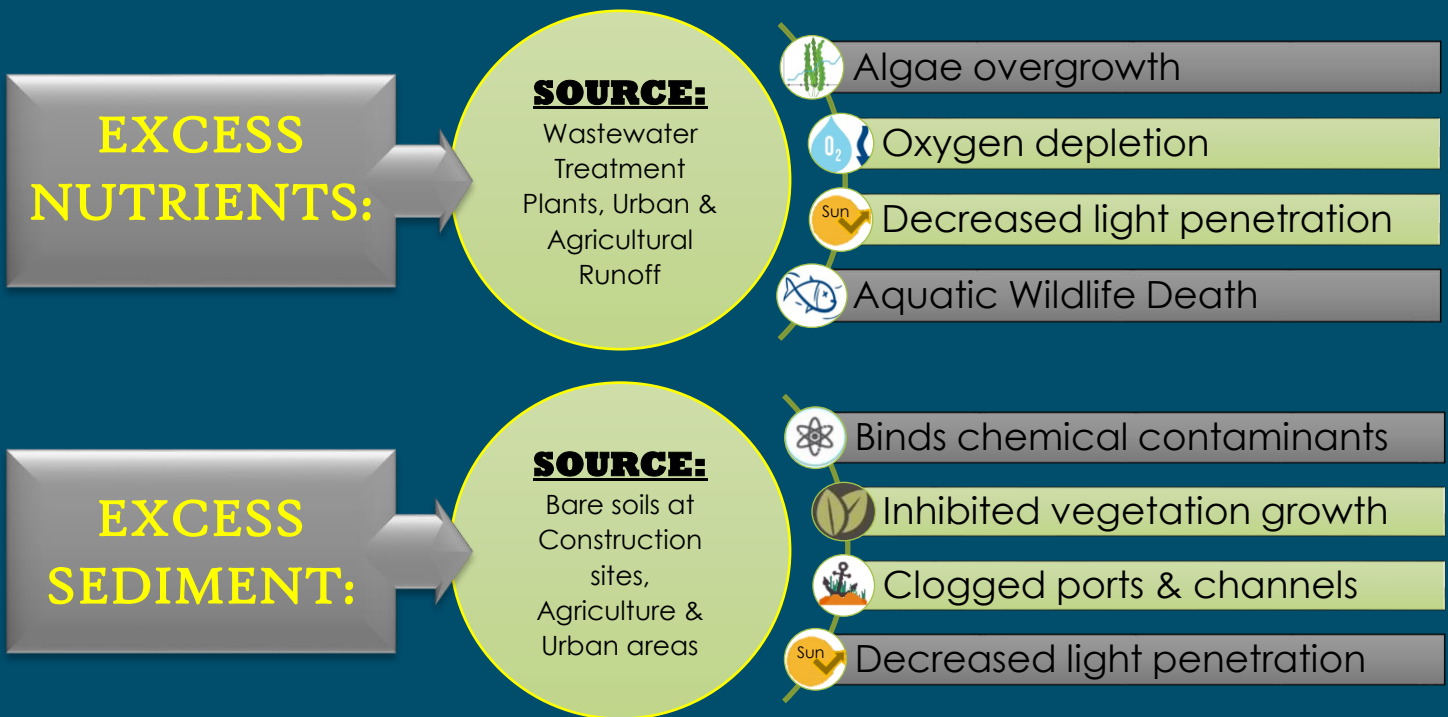 EXCESS
NUTRIENTS:
SOURCE:
Wastewater
Treatment
Plants, Urban &
Agricultural
Runoff
Algae overgrowth
O2
Oxygen depletion
Sun
Decreased light penetration
Aquatic Wildlife Death
EXCESS
SEDIMENT:
SOURCE:
Bare soils at
Construction
sites,
Agriculture &
Urban areas
Binds chemical contaminants
Inhibited vegetation growth
Clogged ports & channels
Sun
Decreased light penetration